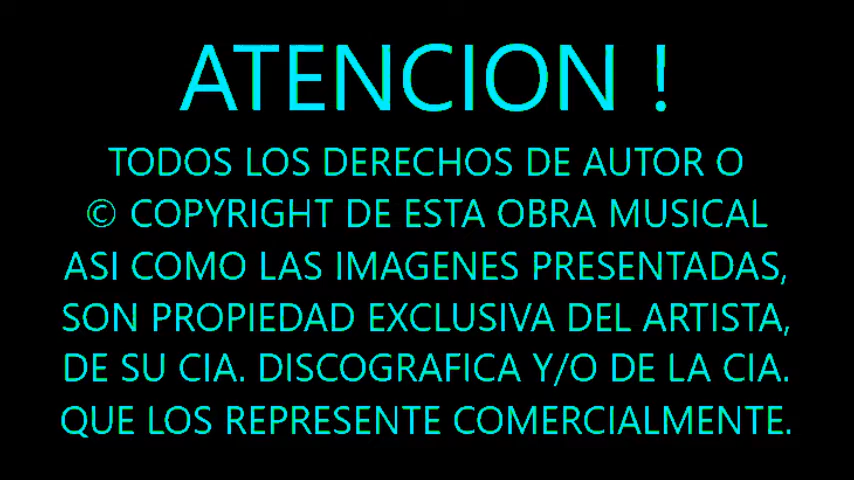 ATENCION !
TODOS LOS DERECHOS DE AUTOR O
© COPYRIGHT DE ESTA OBRA MUSICAL
ASI COMO LAS IMAGENES PRESENTADAS,
SON PROPIEDAD EXCLUSIVA DEL ARTISTA,
DE SU CIA. DISCOGRAFICA Y/O DE LA CIA.
QUE LOS REPRESENTE COMERCIALMENTE.